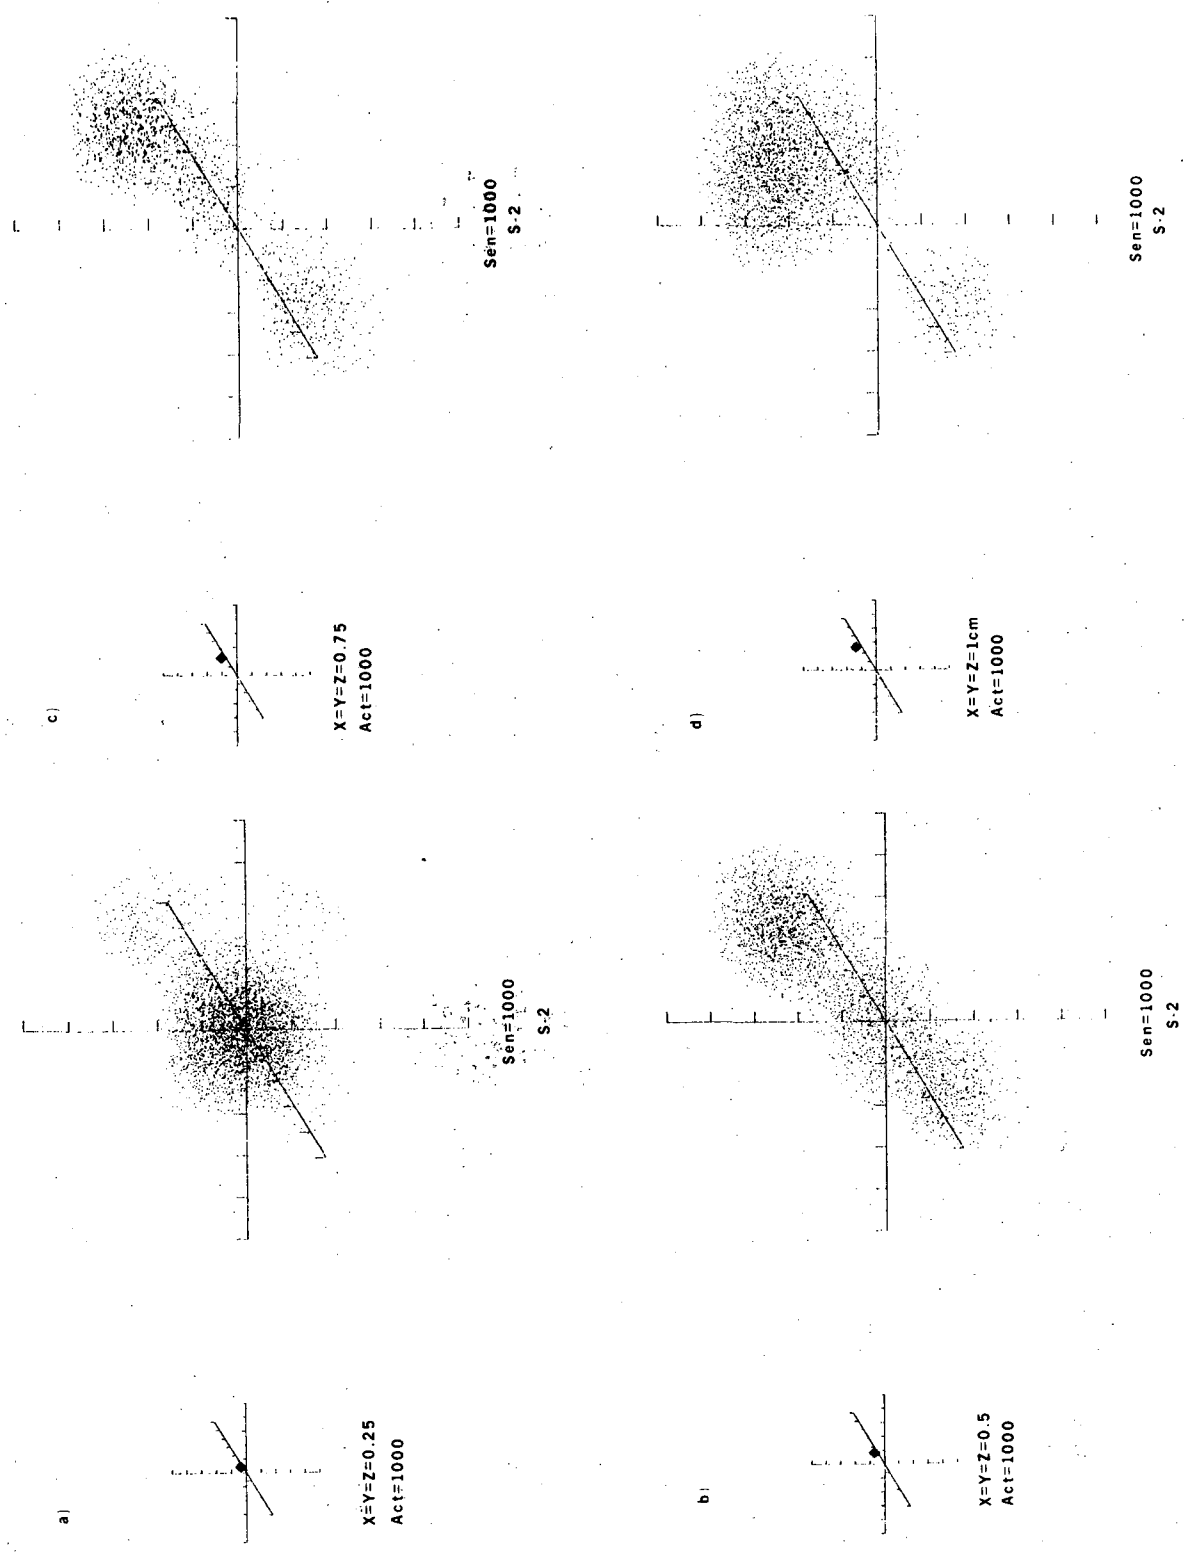 a)
X=Y=Z=0.25
Act=1000
Sen=1000
S-2
c)
X=Y=Z=0.75
Act=1000
Sen=1000
S-2
b)
X=Y=Z=0.5
Act=1000
Sen=1000
S-2
d)
X=Y=Z=1cm
Act=1000
Sen=1000
S-2